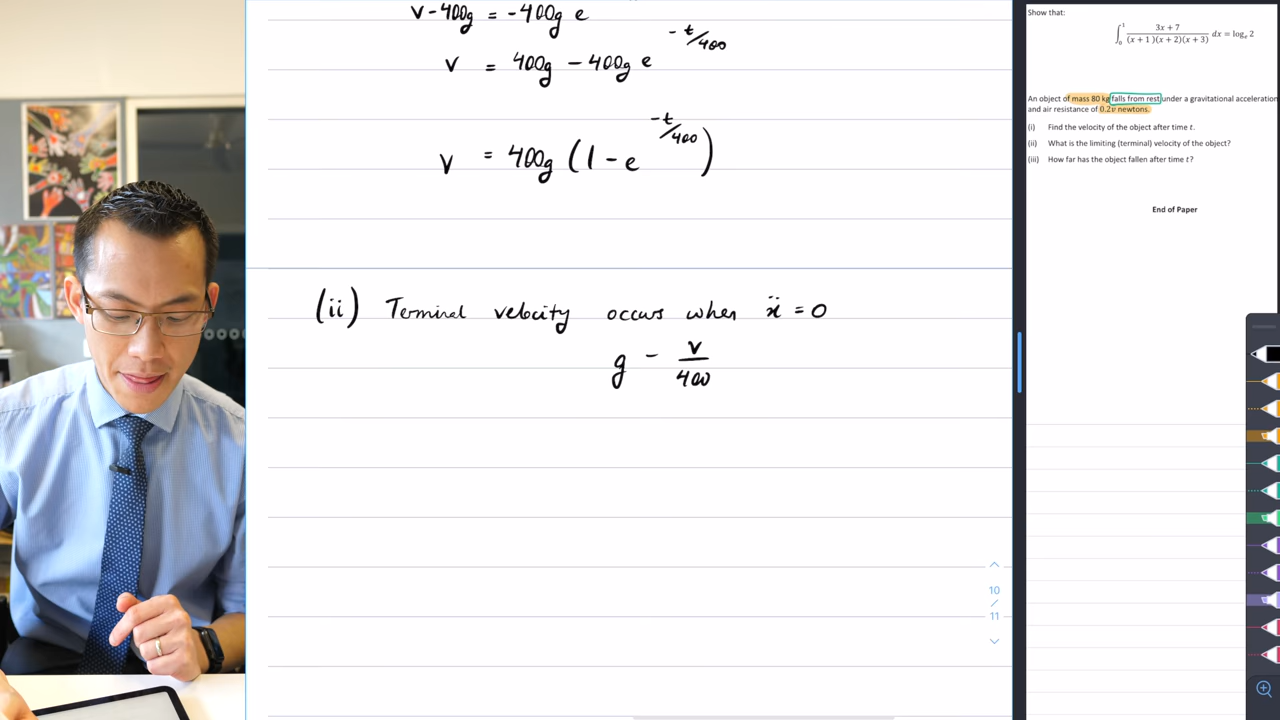 v - 400g = -400g e
v = 400g - 400g e^(-t/400)
v = 400g (1 - e^(-t/400))
(ii) Terminal velocity occurs when ẍ = 0
g - v/400
10
/
11
Show that:
∫₀¹ (3x + 7)/((x + 1)(x + 2)(x + 3)) dx = logₑ 2
An object of mass 80 kg falls from rest under a gravitational acceleration
and air resistance of 0.2v newtons.
(i) Find the velocity of the object after time t.
(ii) What is the limiting (terminal) velocity of the object?
(iii) How far has the object fallen after time t?
End of Paper